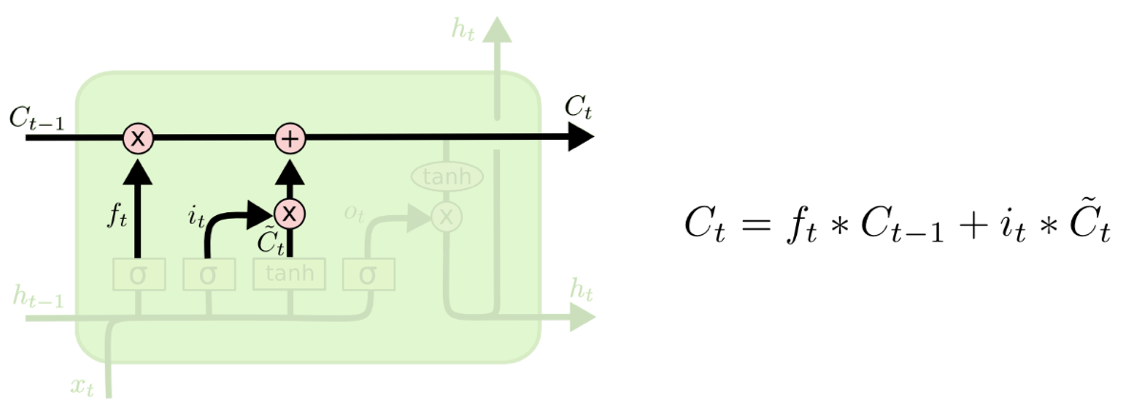 h_t
C_{t-1}
C_t
x
+
tanh
f_t
i_t
x
o_t
x
C̃_t
σ
σ
tanh
σ
h_{t-1}
h_t
x_t
C_t = f_t * C_{t-1} + i_t * C̃_t